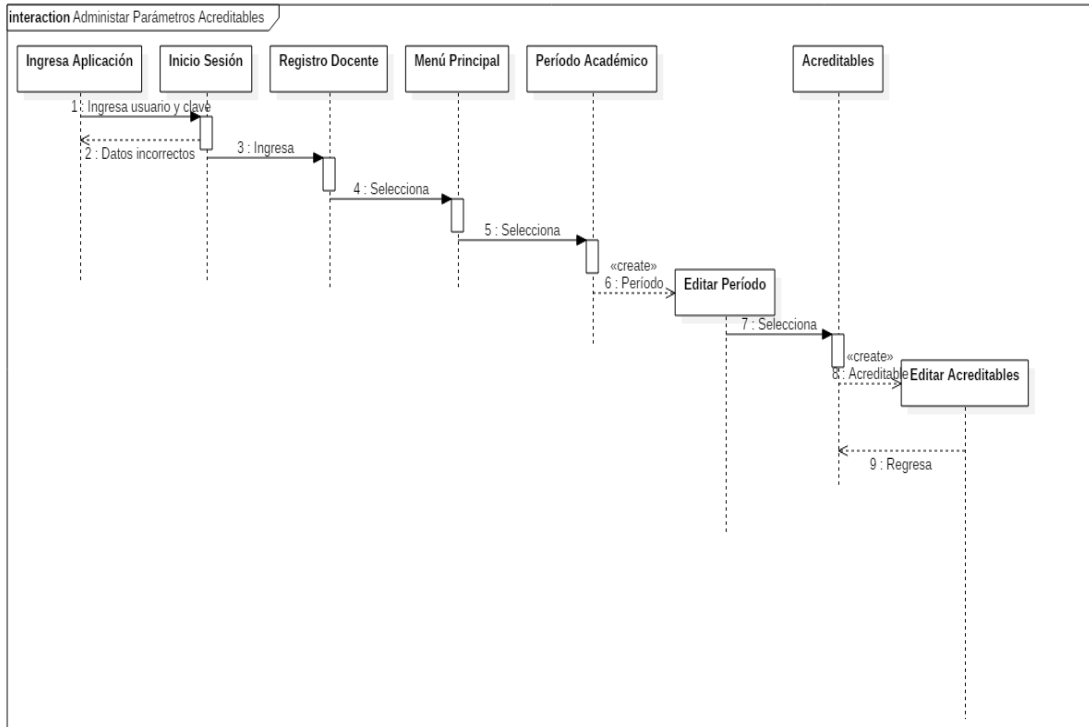 interaction Administar Parámetros Acreditables
Ingresa Aplicación
Inicio Sesión
Registro Docente
Menú Principal
Período Académico
Acreditables
1 : Ingresa usuario y clave
2 : Datos incorrectos
3 : Ingresa
4 : Selecciona
5 : Selecciona
«create»
6 : Período
Editar Período
7 : Selecciona
«create»
8 : Acreditable
Editar Acreditables
9 : Regresa